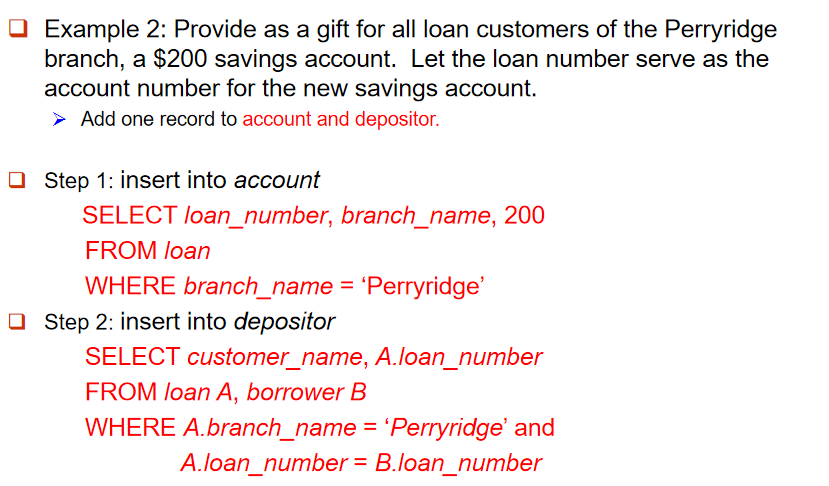 Example 2: Provide as a gift for all loan customers of the Perryridge
branch, a $200 savings account. Let the loan number serve as the
account number for the new savings account.
Add one record to account and depositor.
Step 1: insert into account
SELECT loan_number, branch_name, 200
FROM loan
WHERE branch_name = ‘Perryridge’
Step 2: insert into depositor
SELECT customer_name, A.loan_number
FROM loan A, borrower B
WHERE A.branch_name = ‘Perryridge’ and
A.loan_number = B.loan_number